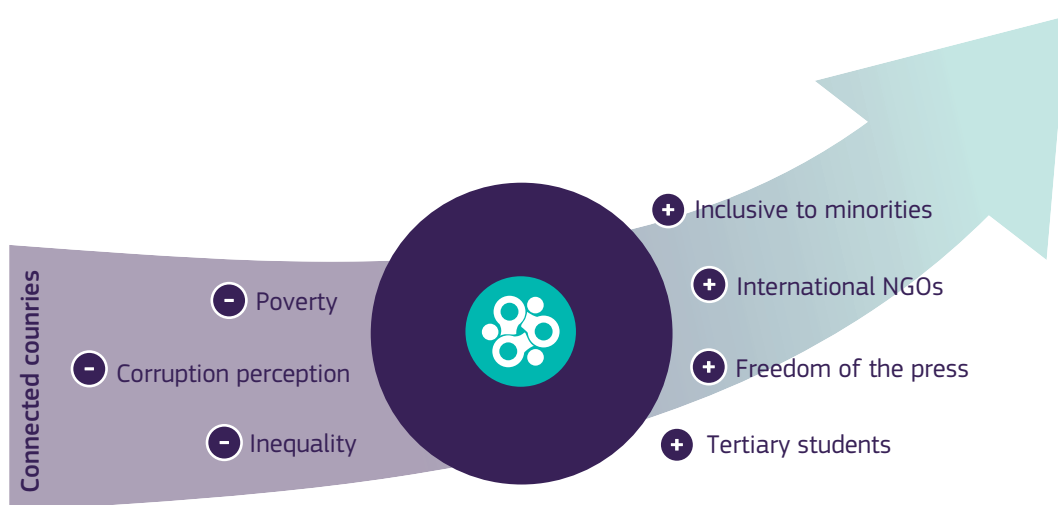 Connected counries
- Poverty
- Corruption perception
- Inequality
+ Inclusive to minorities
+ International NGOs
+ Freedom of the press
+ Tertiary students